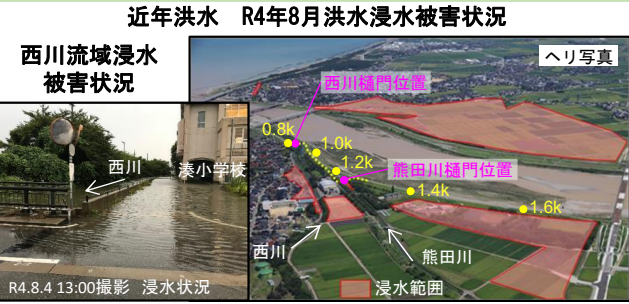 近年洪水　R4年8月洪水浸水被害状況
西川流域浸水
被害状況
ヘリ写真
西川樋門位置
0.8k
1.0k
1.2k
熊田川樋門位置
1.4k
1.6k
西川
湊小学校
西川
熊田川
R4.8.4 13:00撮影　浸水状況
浸水範囲